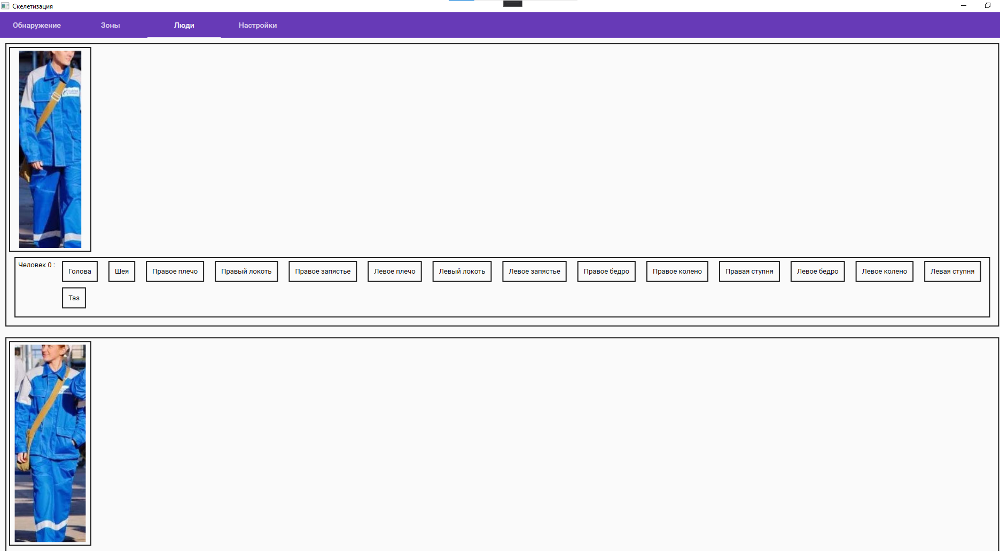 Скелетизация
Обнаружение Зоны Люди Настройки
Человек 0 : Голова Шея Правое плечо Правый локоть Правое запястье Левое плечо Левый локоть Левое запястье Правое бедро Правое колено Правая ступня Левое бедро Левое колено Левая ступня
Таз